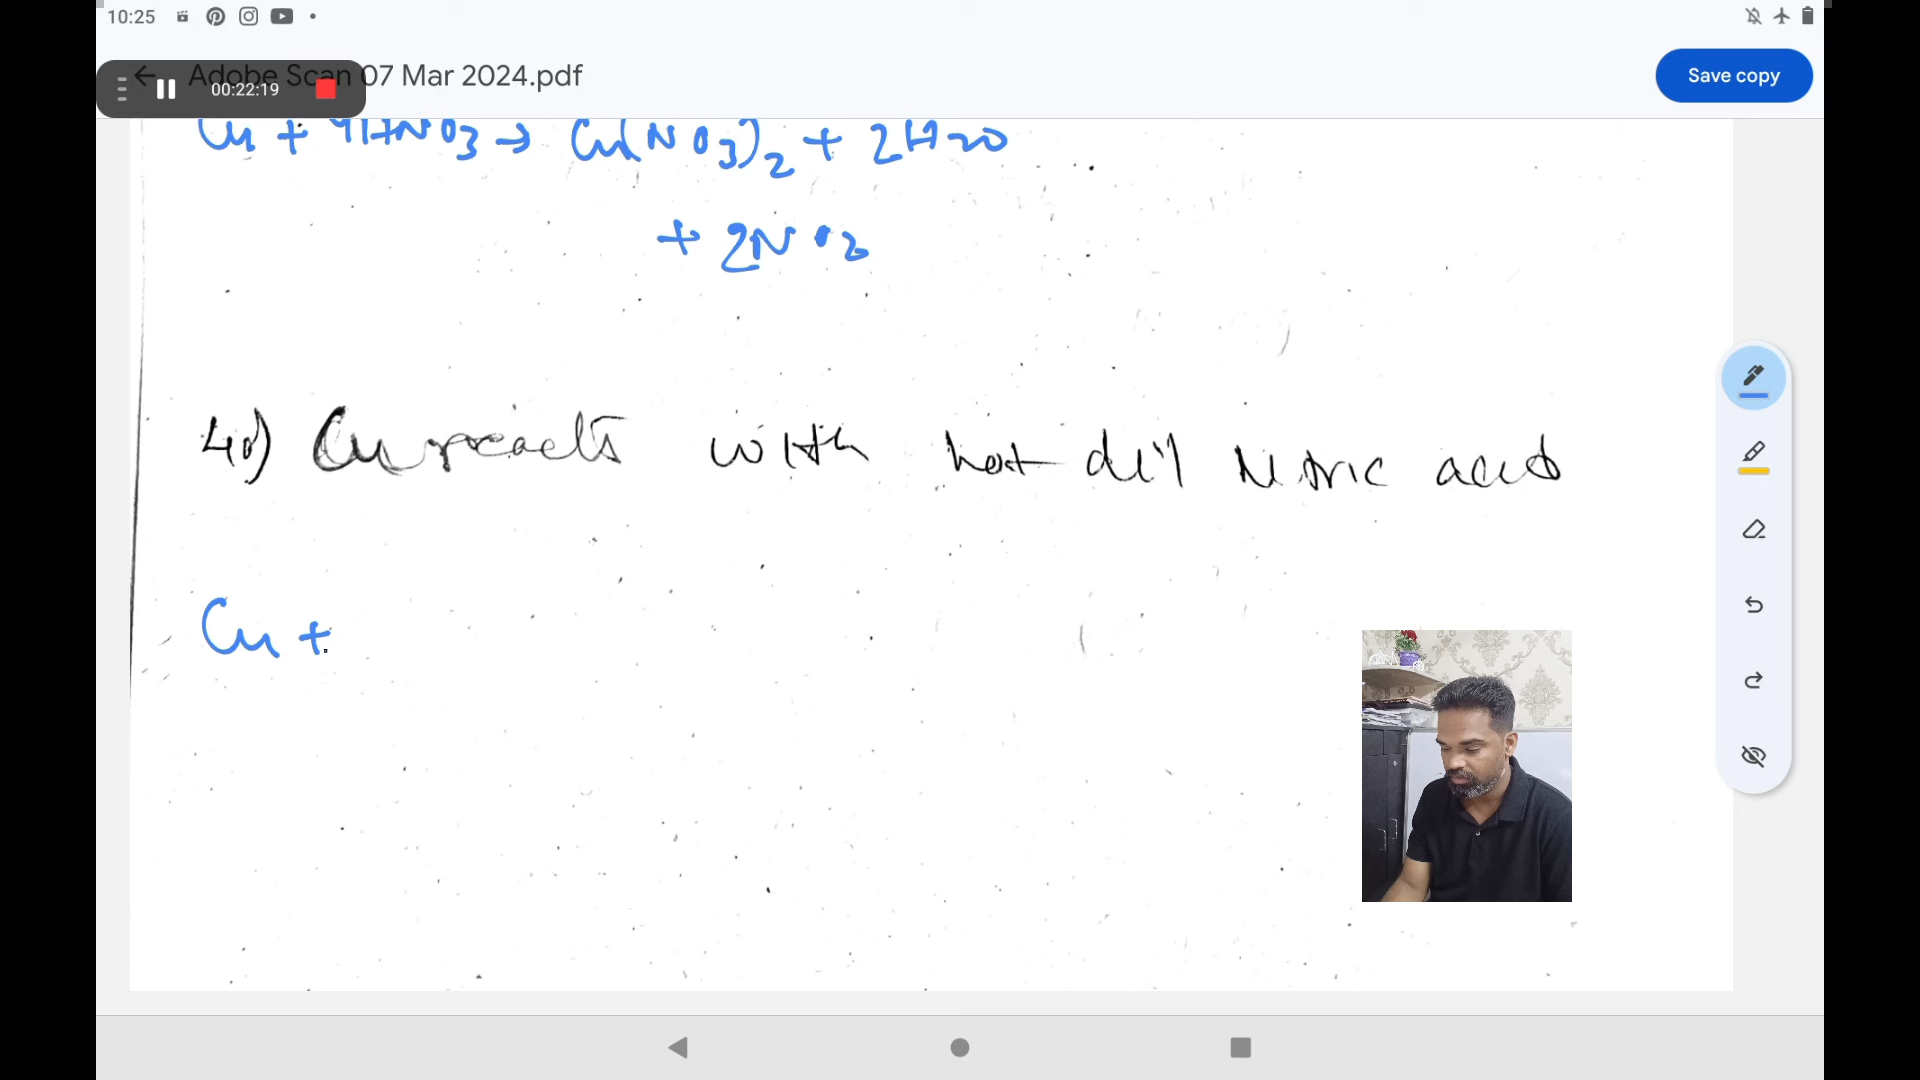 10:25
Adobe Scan 07 Mar 2024.pdf
00:22:19
Save copy
Cu + 4HNO3 → Cu(NO3)2 + 2H2O
+ 2NO2
40) Cu reacts with hot dil Nitric acid
Cu +